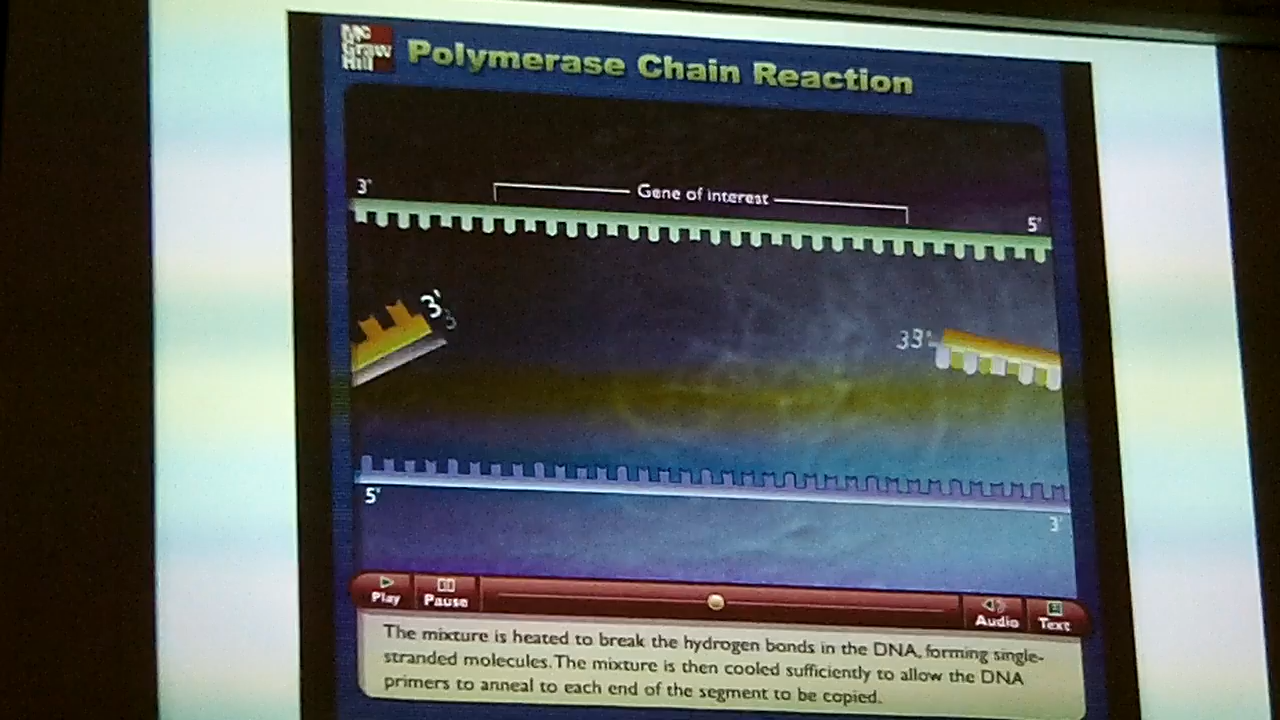 Mc
Graw
Hill
Polymerase Chain Reaction
3'
Gene of interest
5'
3'
3
33'
5'
3'
Play
Pause
Audio
Text
The mixture is heated to break the hydrogen bonds in the DNA, forming single-
stranded molecules. The mixture is then cooled sufficiently to allow the DNA
primers to anneal to each end of the segment to be copied.